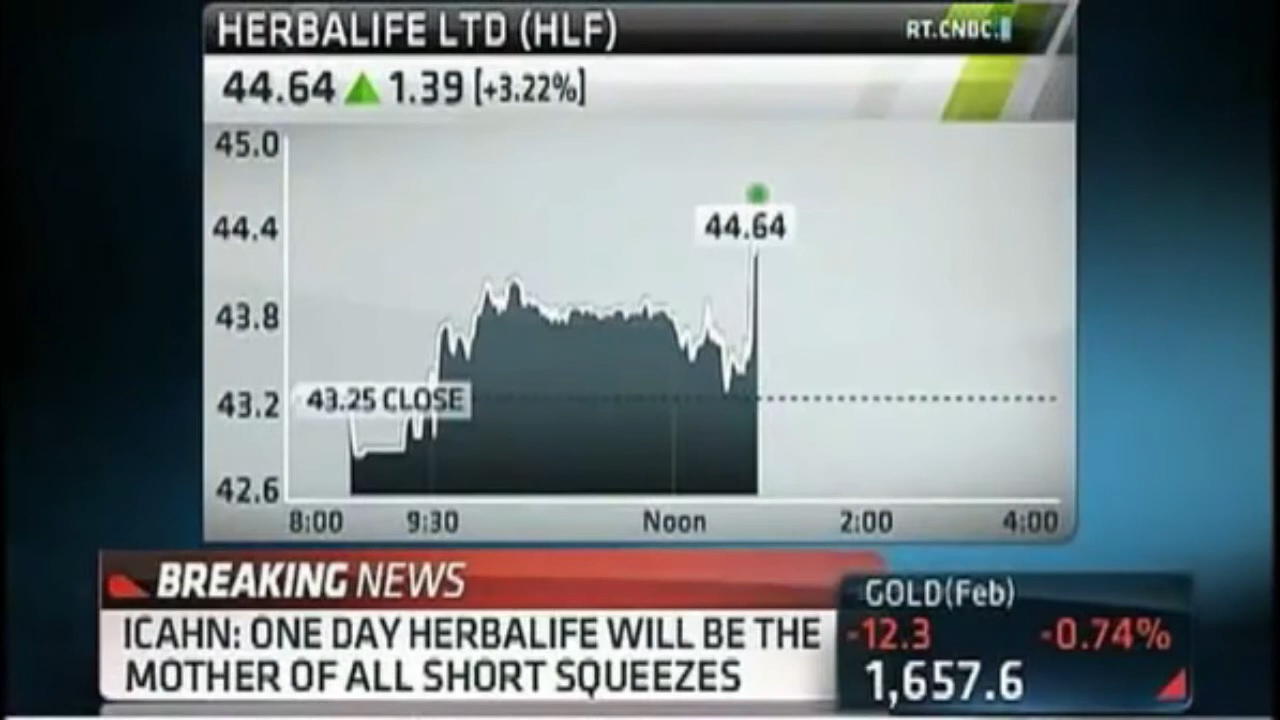 HERBALIFE LTD (HLF)
RT.CNBC.
44.64 ▲ 1.39 [+3.22%]
45.0
44.4
44.64
43.8
43.25 CLOSE
43.2
42.6
8:00 9:30 Noon 2:00 4:00
BREAKING NEWS
ICAHN: ONE DAY HERBALIFE WILL BE THE
MOTHER OF ALL SHORT SQUEEZES
GOLD(Feb)
-12.3 -0.74%
1,657.6